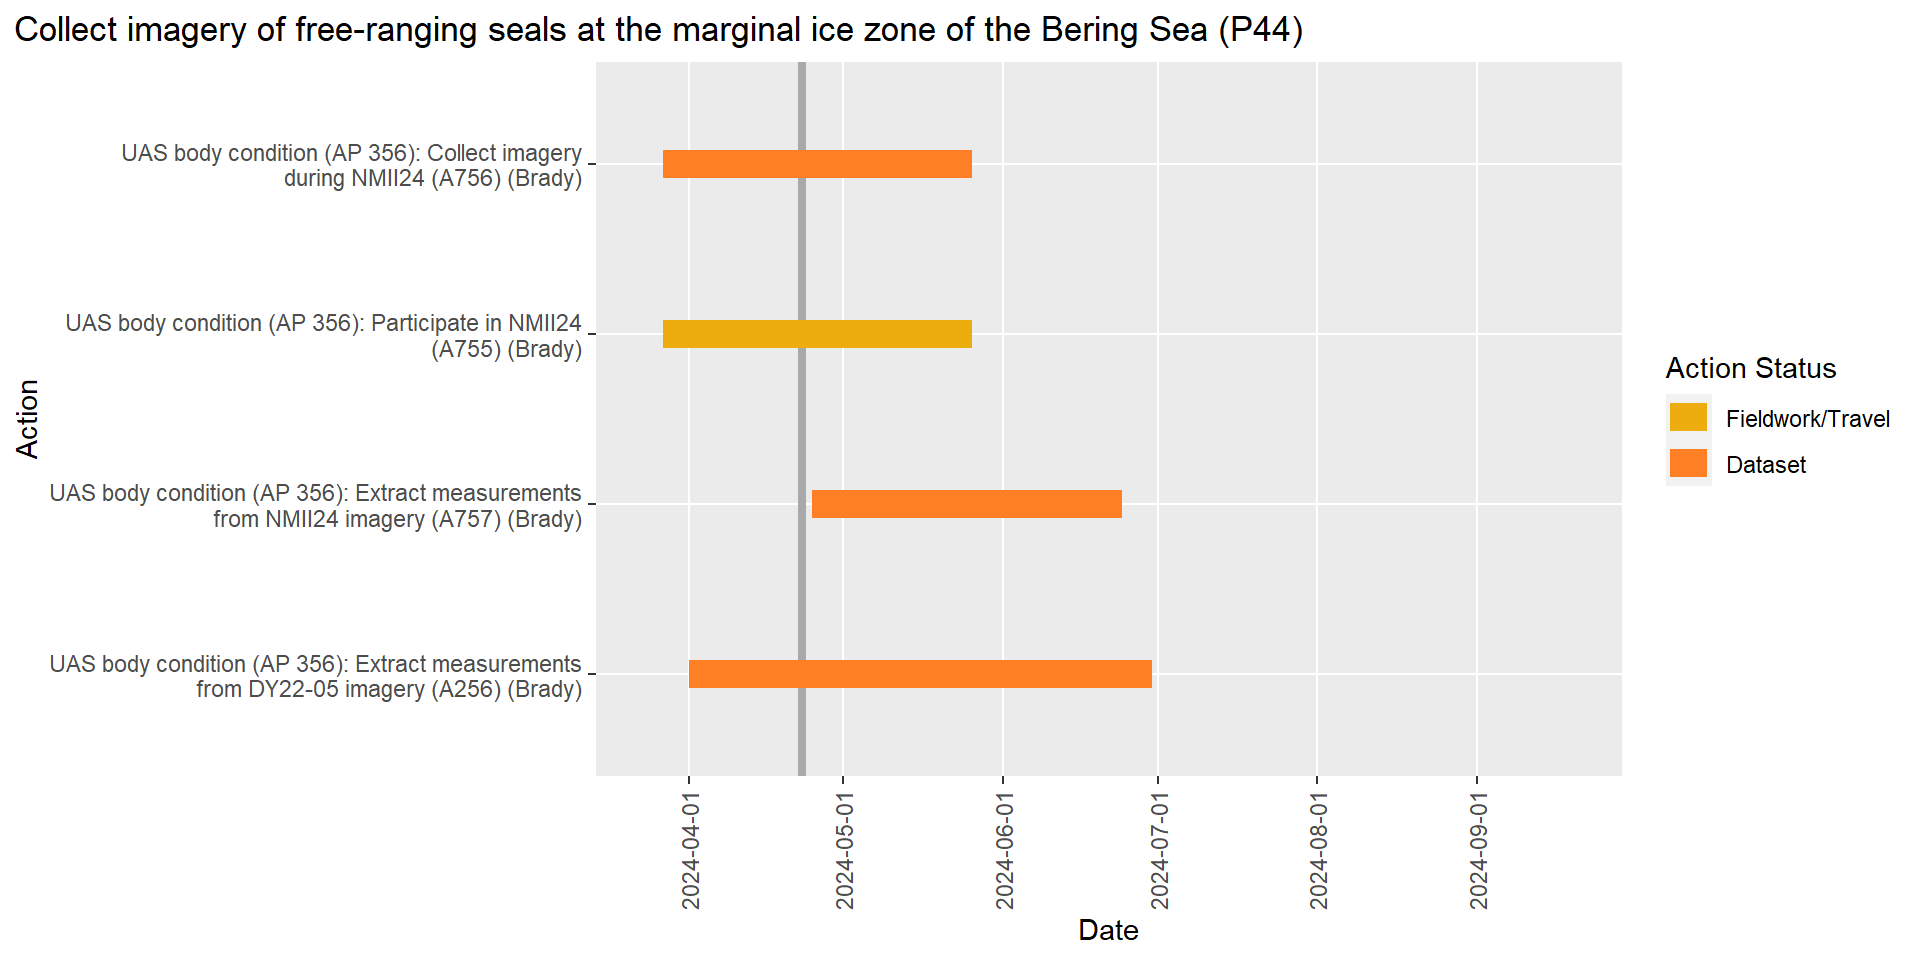 Collect imagery of free-ranging seals at the marginal ice zone of the Bering Sea (P44)
UAS body condition (AP 356): Collect imagery
during NMII24 (A756) (Brady)
UAS body condition (AP 356): Participate in NMII24
(A755) (Brady)
UAS body condition (AP 356): Extract measurements
from NMII24 imagery (A757) (Brady)
UAS body condition (AP 356): Extract measurements
from DY22-05 imagery (A256) (Brady)
Action
2024-04-01
2024-05-01
2024-06-01
2024-07-01
2024-08-01
2024-09-01
Date
Action Status
Fieldwork/Travel
Dataset